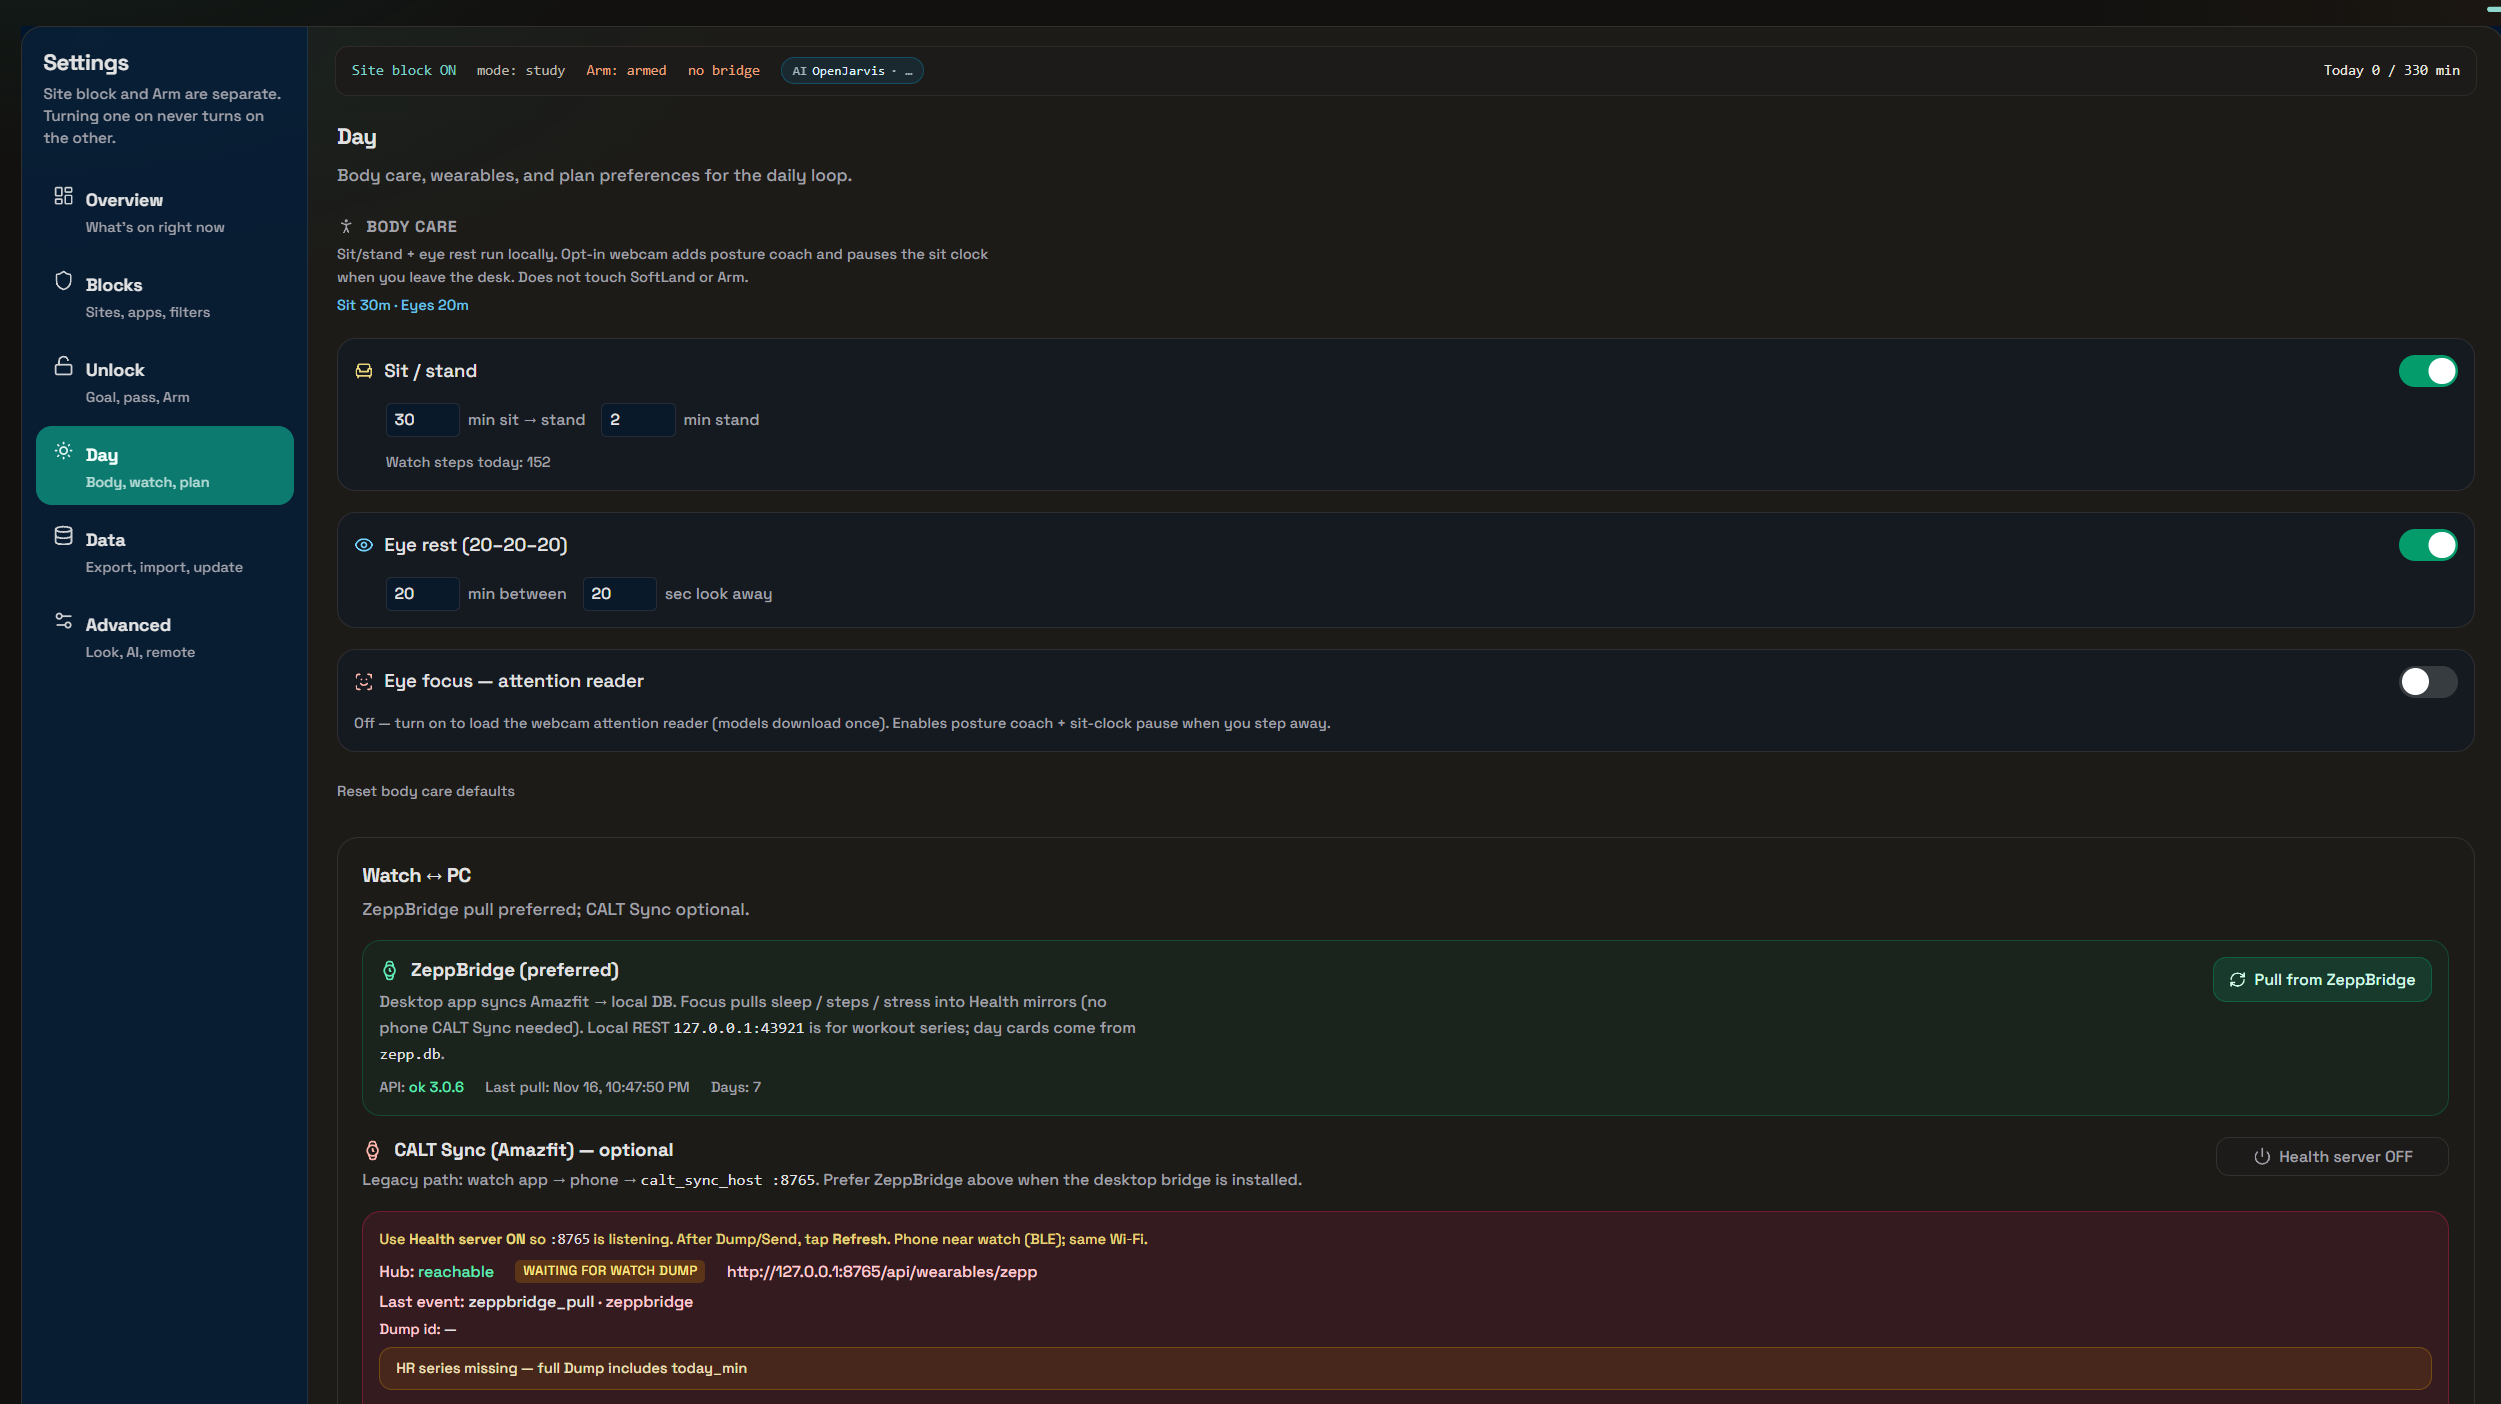 Settings
Site block and Arm are separate.
Turning one on never turns on
the other.
Overview
What's on right now
Blocks
Sites, apps, filters
Unlock
Goal, pass, Arm
Day
Body, watch, plan
Data
Export, import, update
Advanced
Look, AI, remote
Site block ON mode: study Arm: armed no bridge AI OpenJarvis · … Today 0 / 330 min
Day
Body care, wearables, and plan preferences for the daily loop.
BODY CARE
Sit/stand + eye rest run locally. Opt-in webcam adds posture coach and pauses the sit clock
when you leave the desk. Does not touch SoftLand or Arm.
Sit 30m · Eyes 20m
Sit / stand
30 min sit → stand 2 min stand
Watch steps today: 152
Eye rest (20-20-20)
20 min between 20 sec look away
Eye focus — attention reader
Off — turn on to load the webcam attention reader (models download once). Enables posture coach + sit-clock pause when you step away.
Reset body care defaults
Watch ↔ PC
ZeppBridge pull preferred; CALT Sync optional.
ZeppBridge (preferred)
Pull from ZeppBridge
Desktop app syncs Amazfit → local DB. Focus pulls sleep / steps / stress into Health mirrors (no
phone CALT Sync needed). Local REST 127.0.0.1:43921 is for workout series; day cards come from
zepp.db.
API: ok 3.0.6 Last pull: Nov 16, 10:47:50 PM Days: 7
CALT Sync (Amazfit) — optional
Health server OFF
Legacy path: watch app → phone → calt_sync_host :8765. Prefer ZeppBridge above when the desktop bridge is installed.
Use Health server ON so :8765 is listening. After Dump/Send, tap Refresh. Phone near watch (BLE); same Wi-Fi.
Hub: reachable WAITING FOR WATCH DUMP http://127.0.0.1:8765/api/wearables/zepp
Last event: zeppbridge_pull · zeppbridge
Dump id: —
HR series missing — full Dump includes today_min